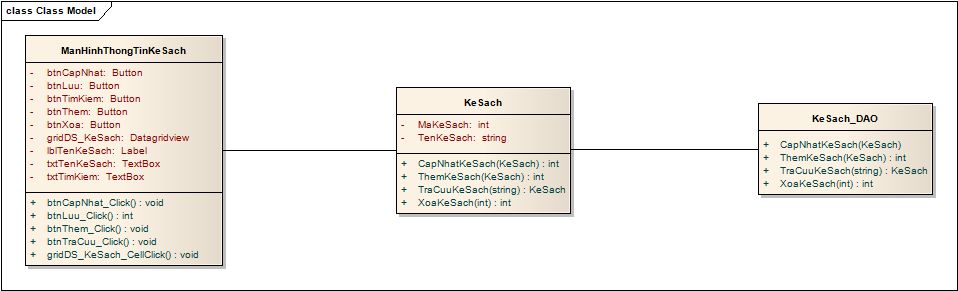 class Class Model
ManHinhThongTinKeSach
- btnCapNhat: Button
- btnLuu: Button
- btnTimKiem: Button
- btnThem: Button
- btnXoa: Button
- gridDS_KeSach: Datagridview
- lblTenKeSach: Label
- txtTenKeSach: TextBox
- txtTimKiem: TextBox
+ btnCapNhat_Click() : void
+ btnLuu_Click() : int
+ btnThem_Click() : void
+ btnTraCuu_Click() : void
+ gridDS_KeSach_CellClick() : void
KeSach
- MaKeSach: int
- TenKeSach: string
+ CapNhatKeSach(KeSach) : int
+ ThemKeSach(KeSach) : int
+ TraCuuKeSach(string) : KeSach
+ XoaKeSach(int) : int
KeSach_DAO
+ CapNhatKeSach(KeSach)
+ ThemKeSach(KeSach) : int
+ TraCuuKeSach(string) : KeSach
+ XoaKeSach(int) : int